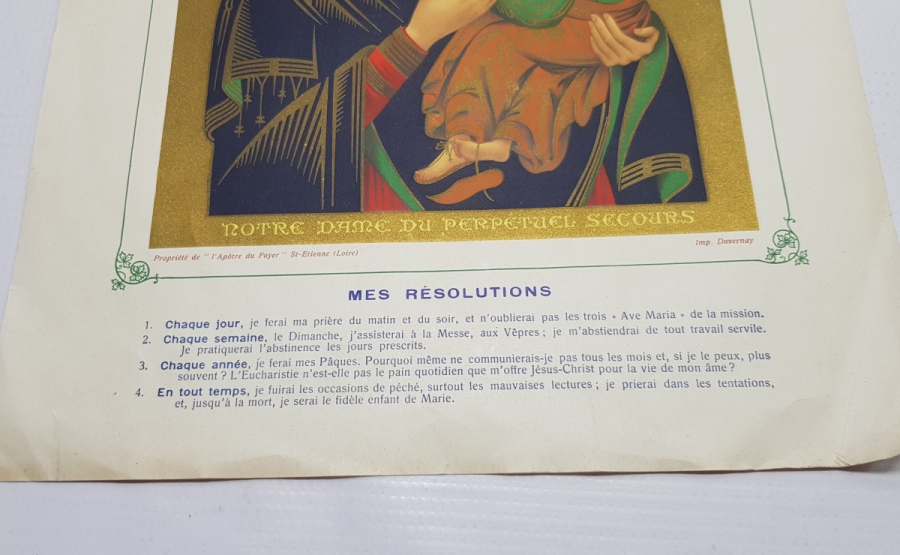 NOTRE DAME DU PERPETUEL SECOURS
Propriété de "l'Apôtre du Foyer" St-Etienne (Loire)
Imp. Duvernay
MES RÉSOLUTIONS
1. Chaque jour, je ferai ma prière du matin et du soir, et n'oublierai pas les trois « Ave Maria » de la mission.
2. Chaque semaine, le Dimanche, j'assisterai à la Messe, aux Vêpres ; je m'abstiendrai de tout travail servile.
Je pratiquerai l'abstinence les jours prescrits.
3. Chaque année, je ferai mes Pâques. Pourquoi même ne communierais-je pas tous les mois et, si je le peux, plus
souvent ? L'Eucharistie n'est-elle pas le pain quotidien que m'offre Jésus-Christ pour la vie de mon âme ?
4. En tout temps, je fuirai les occasions de péché, surtout les mauvaises lectures ; je prierai dans les tentations,
et, jusqu'à la mort, je serai le fidèle enfant de Marie.